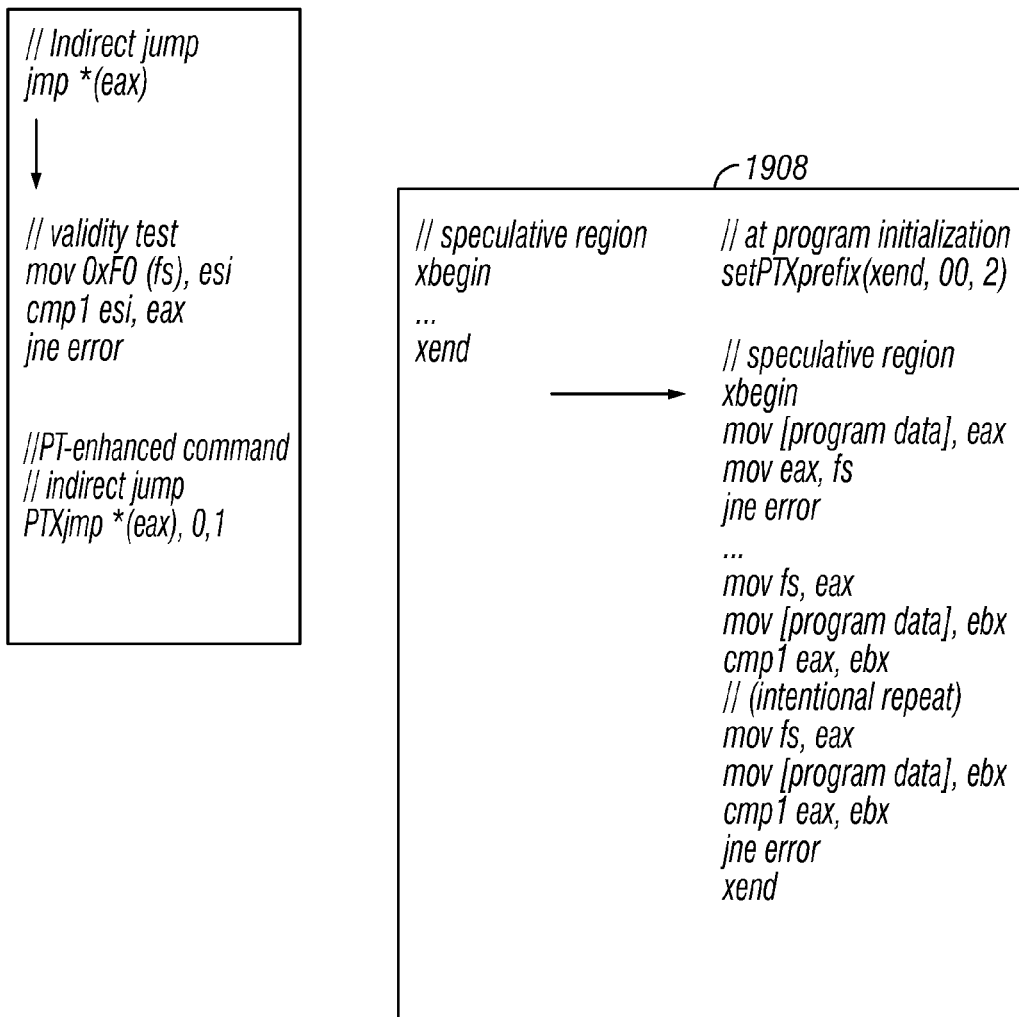 // Indirect jump
jmp *(eax)
// validity test
mov 0xF0 (fs), esi
cmp1 esi, eax
jne error
//PT-enhanced command
// indirect jump
PTXjmp *(eax), 0,1
1908
// speculative region
xbegin
...
xend
// at program initialization
setPTXprefix(xend, 00, 2)
// speculative region
xbegin
mov [program data], eax
mov eax, fs
jne error
...
mov fs, eax
mov [program data], ebx
cmp1 eax, ebx
// (intentional repeat)
mov fs, eax
mov [program data], ebx
cmp1 eax, ebx
jne error
xend